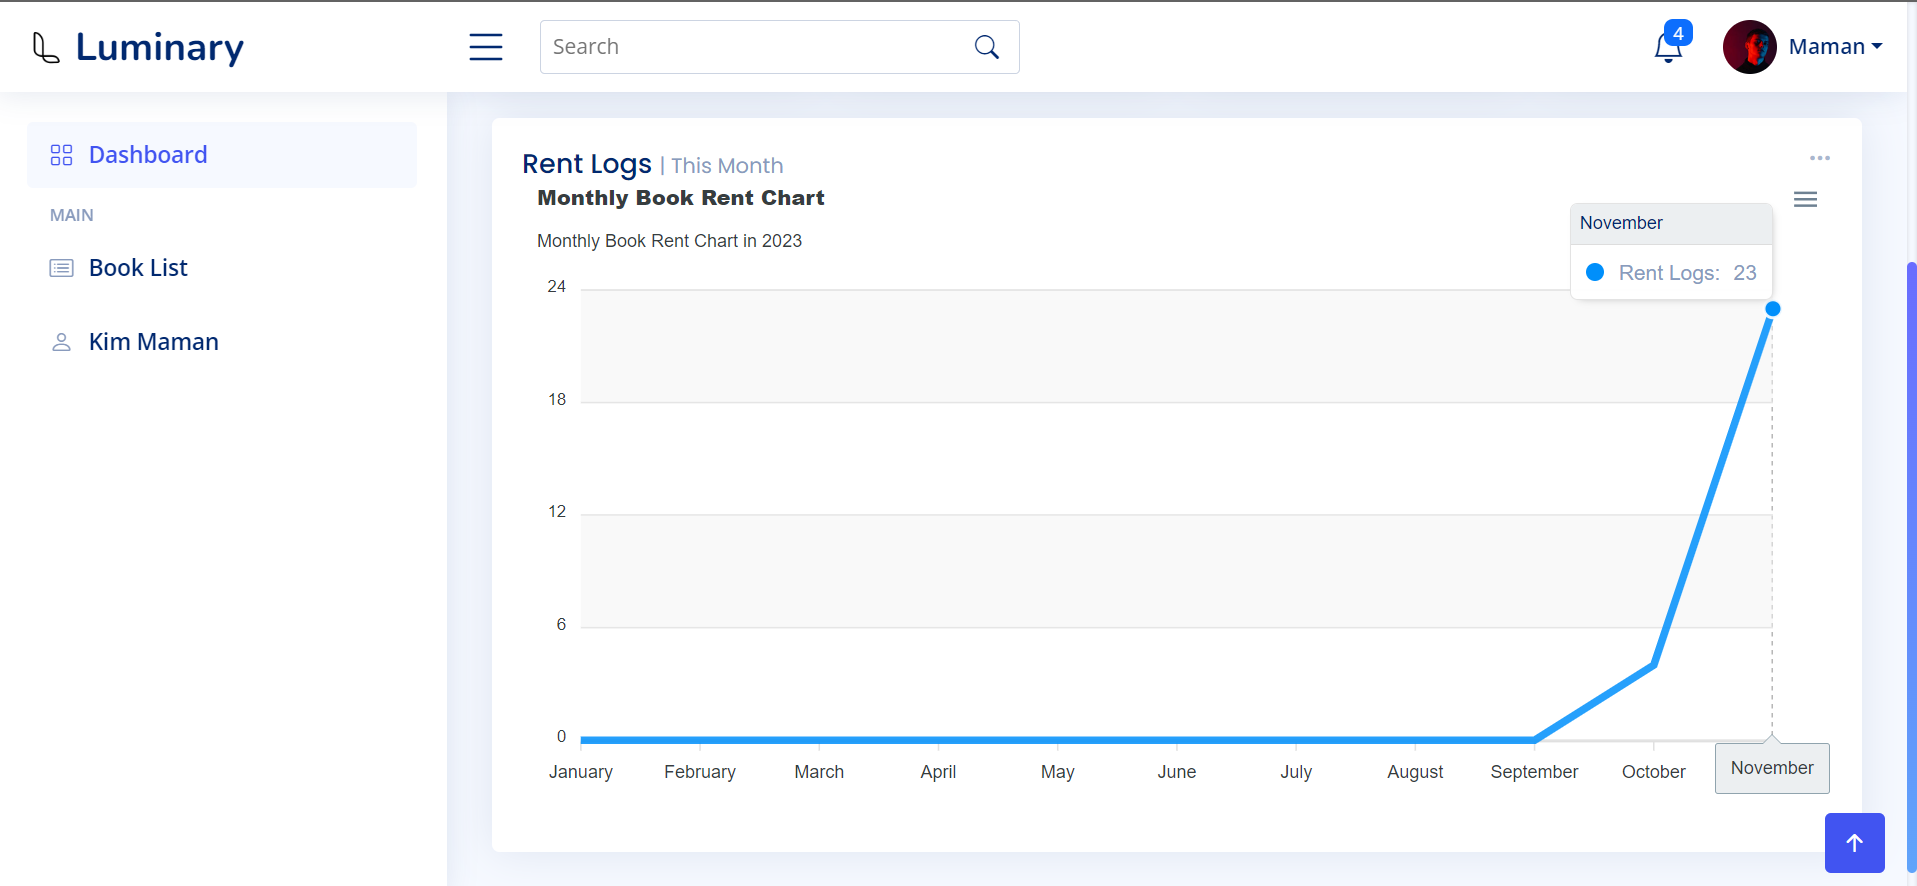 Luminary
Search
4
Maman
Dashboard
MAIN
Book List
Kim Maman
Rent Logs | This Month
Monthly Book Rent Chart
Monthly Book Rent Chart in 2023
November
Rent Logs: 23
24
18
12
6
0
January February March April May June July August September October November